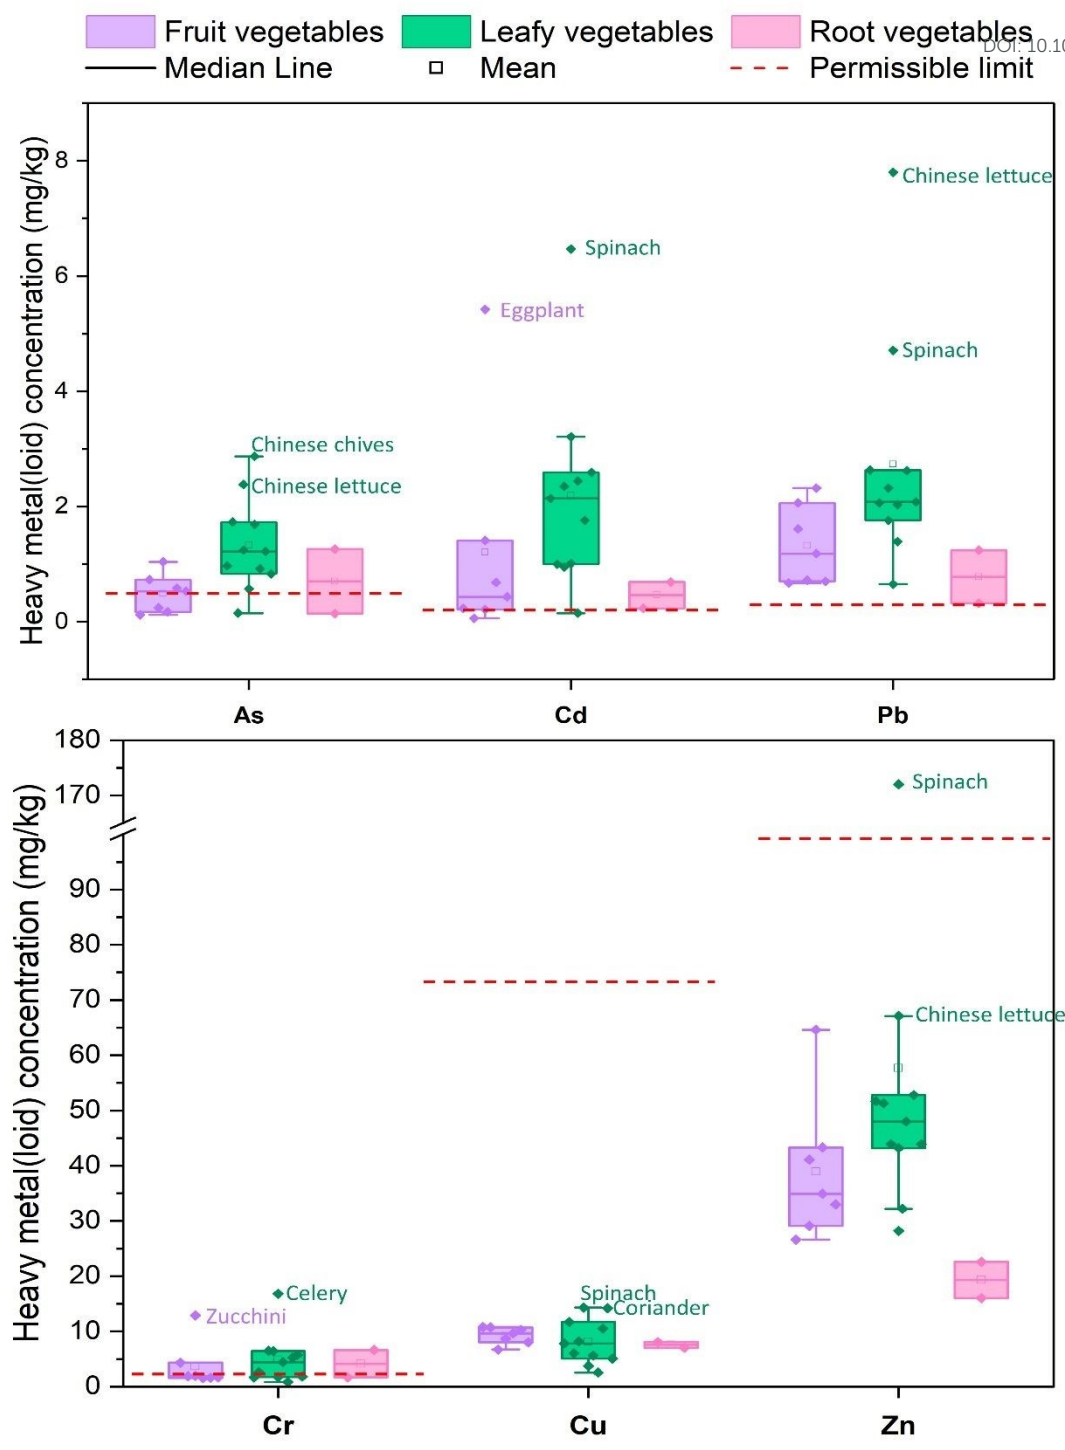 Fruit vegetables Leafy vegetables Root vegetables
DOI: 10.10
Median Line Mean Permissible limit
Heavy metal(loid) concentration (mg/kg)
8
Chinese lettuce
Spinach
6
Eggplant
Spinach
4
Chinese chives
Chinese lettuce
2
0
As Cd Pb
Heavy metal(loid) concentration (mg/kg)
180
Spinach
170
90
80
70
Chinese lettuce
60
50
40
30
20
Celery Spinach
Zucchini Coriander
10
0
Cr Cu Zn